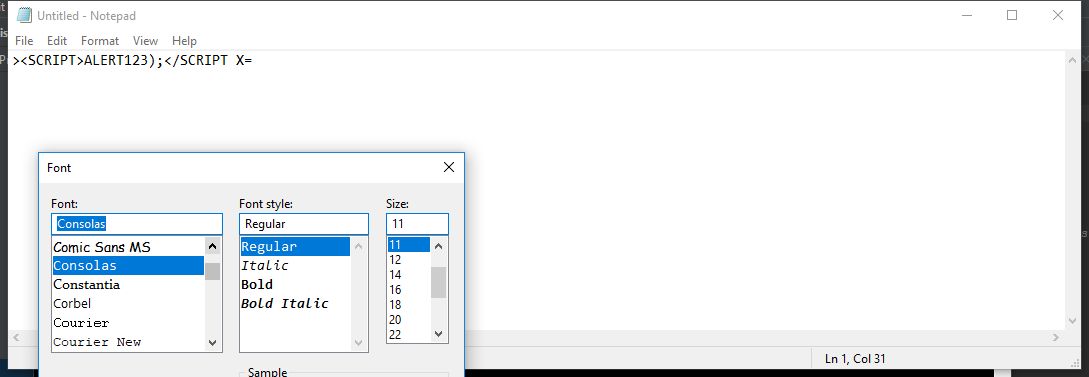 Untitled - Notepad
File Edit Format View Help
><SCRIPT>ALERT123);</SCRIPT X=
Font
Font: Font style: Size:
Consolas Regular 11
Comic Sans MS Regular 11
Consolas Italic 12
Constantia Bold 14
Corbel Bold Italic 16
Courier 18
Courier New 20
22
Sample
Ln 1, Col 31